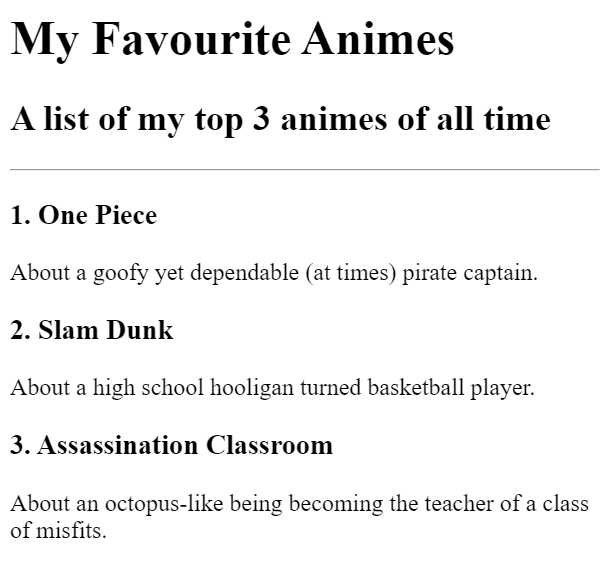 My Favourite Animes
A list of my top 3 animes of all time
1. One Piece
About a goofy yet dependable (at times) pirate captain.
2. Slam Dunk
About a high school hooligan turned basketball player.
3. Assassination Classroom
About an octopus-like being becoming the teacher of a class
of misfits.